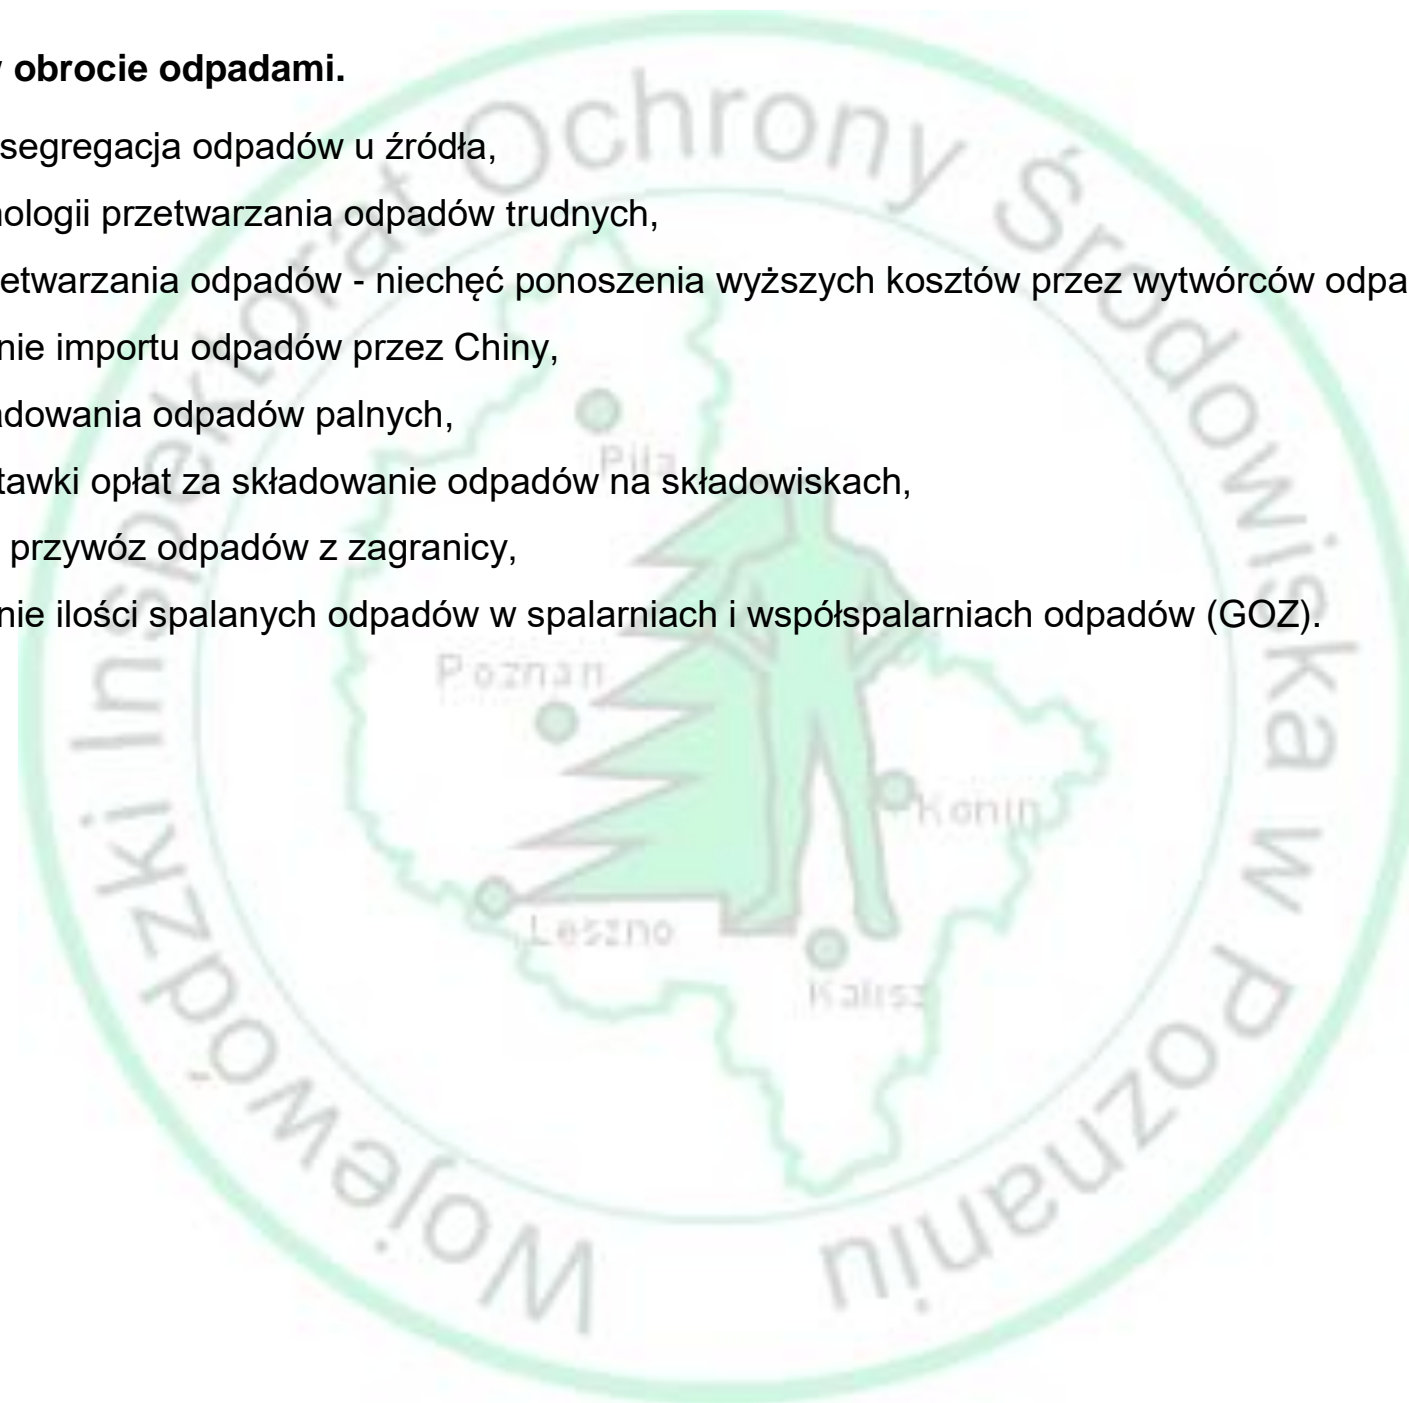 w obrocie odpadami.
segregacja odpadów u źródła,
nologii przetwarzania odpadów trudnych,
etwarzania odpadów - niechęć ponoszenia wyższych kosztów przez wytwórców odpa
nie importu odpadów przez Chiny,
adowania odpadów palnych,
tawki opłat za składowanie odpadów na składowiskach,
przywóz odpadów z zagranicy,
nie ilości spalanych odpadów w spalarniach i współspalarniach odpadów (GOZ).
Wojewódzki Inspektorat Ochrony Środowiska w Poznaniu
Piła
Poznań
Konin
Leszno
Kalisz